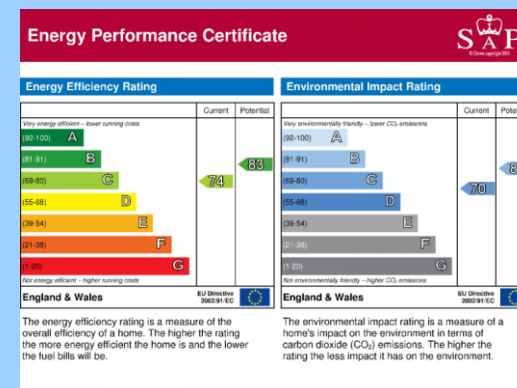 Energy Performance Certificate
SAP
© Crown copyright 2010
Energy Efficiency Rating
Current Potential
Very energy efficient – lower running costs
(92-100) A
(81-91) B
83
(69-80) C
74
(55-68) D
(39-54) E
(21-38) F
(1-20) G
Not energy efficient – higher running costs
England & Wales
EU Directive
2002/91/EC
The energy efficiency rating is a measure of the
overall efficiency of a home. The higher the rating
the more energy efficient the home is and the lower
the fuel bills will be.
Environmental Impact Rating
Current
Very environmentally friendly – lower CO₂ emissions
(92-100) A
(81-91) B
(69-80) C
70
(55-68) D
(39-54) E
(21-38) F
(1-20) G
Not environmentally friendly – higher CO₂ emissions
England & Wales
EU Directive
2002/91/EC
The environmental impact rating is a measure of a
home's impact on the environment in terms of
carbon dioxide (CO₂) emissions. The higher the
rating the less impact it has on the environment.